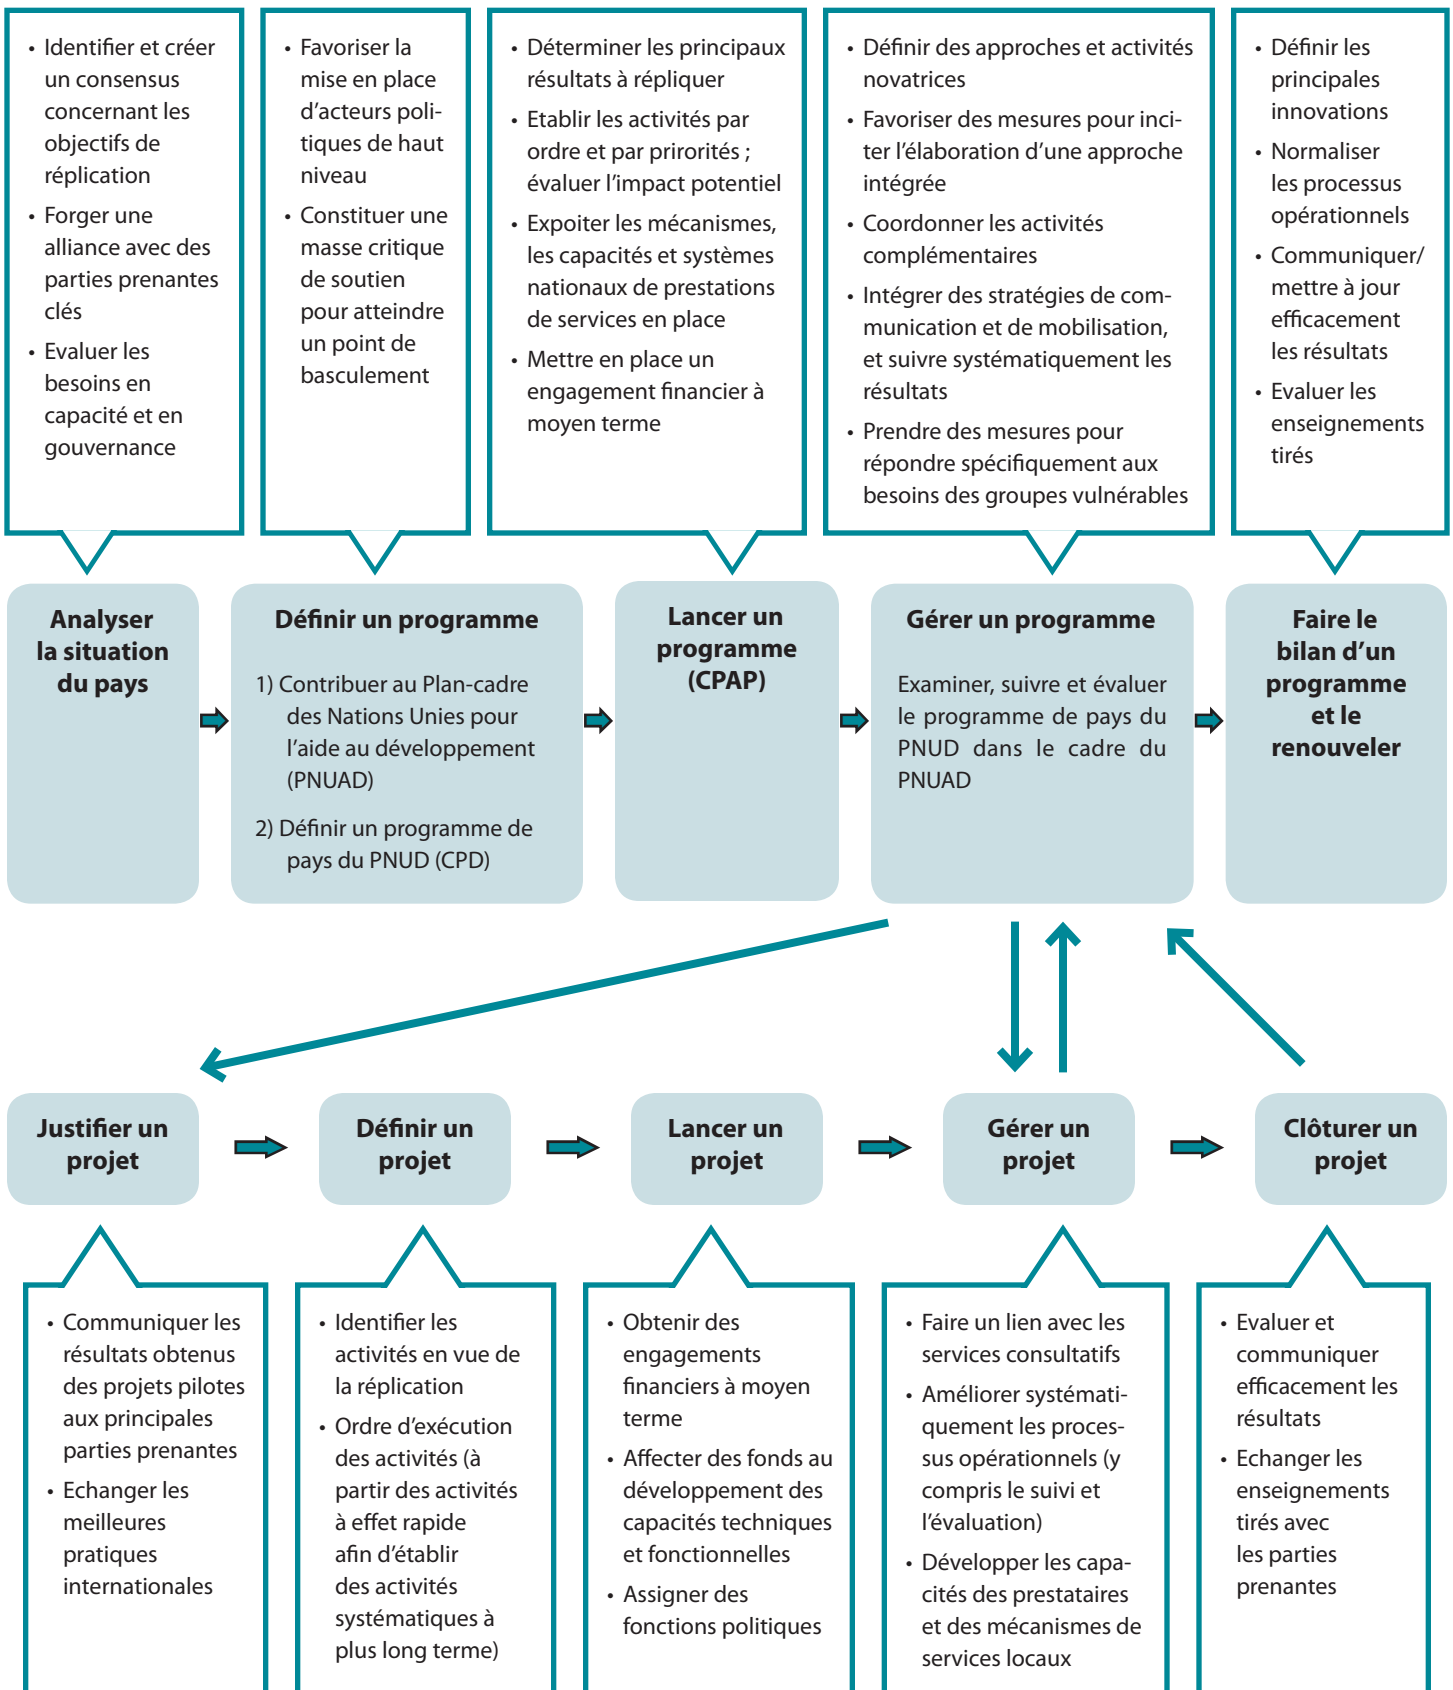 • Identifier et créer
un consensus
concernant les
objectifs de
réplication
• Forger une
alliance avec des
parties prenantes
clés
• Evaluer les
besoins en
capacité et en
gouvernance
• Favoriser la
mise en place
d’acteurs poli-
tiques de haut
niveau
• Constituer une
masse critique
de soutien
pour atteindre
un point de
basculement
• Déterminer les principaux
résultats à répliquer
• Etablir les activités par
ordre et par prirorités ;
évaluer l’impact potentiel
• Expoiter les mécanismes,
les capacités et systèmes
nationaux de prestations
de services en place
• Mettre en place un
engagement financier à
moyen terme
• Définir des approches et activités
novatrices
• Favoriser des mesures pour inci-
ter l’élaboration d’une approche
intégrée
• Coordonner les activités
complémentaires
• Intégrer des stratégies de com-
munication et de mobilisation,
et suivre systématiquement les
résultats
• Prendre des mesures pour
répondre spécifiquement aux
besoins des groupes vulnérables
• Définir les
principales
innovations
• Normaliser
les processus
opérationnels
• Communiquer/
mettre à jour
efficacement
les résultats
• Evaluer les
enseignements
tirés
Analyser
la situation
du pays
Définir un programme
1) Contribuer au Plan-cadre
des Nations Unies pour
l’aide au développement
(PNUAD)
2) Définir un programme de
pays du PNUD (CPD)
Lancer un
programme
(CPAP)
Gérer un programme
Examiner, suivre et évaluer
le programme de pays du
PNUD dans le cadre du
PNUAD
Faire le
bilan d’un
programme
et le
renouveler
Justifier un
projet
Définir un
projet
Lancer un
projet
Gérer un
projet
Clôturer un
projet
• Communiquer les
résultats obtenus
des projets pilotes
aux principales
parties prenantes
• Echanger les
meilleures
pratiques
internationales
• Identifier les
activités en vue de
la réplication
• Ordre d’exécution
des activités (à
partir des activités
à effet rapide
afin d’établir
des activités
systématiques à
plus long terme)
• Obtenir des
engagements
financiers à moyen
terme
• Affecter des fonds au
développement des
capacités techniques
et fonctionnelles
• Assigner des
fonctions politiques
• Faire un lien avec les
services consultatifs
• Améliorer systémati-
quement les proces-
sus opérationnels (y
compris le suivi et
l’évaluation)
• Développer les capa-
cités des prestataires
et des mécanismes de
services locaux
• Evaluer et
communiquer
efficacement les
résultats
• Echanger les
enseignements
tirés avec
les parties
prenantes